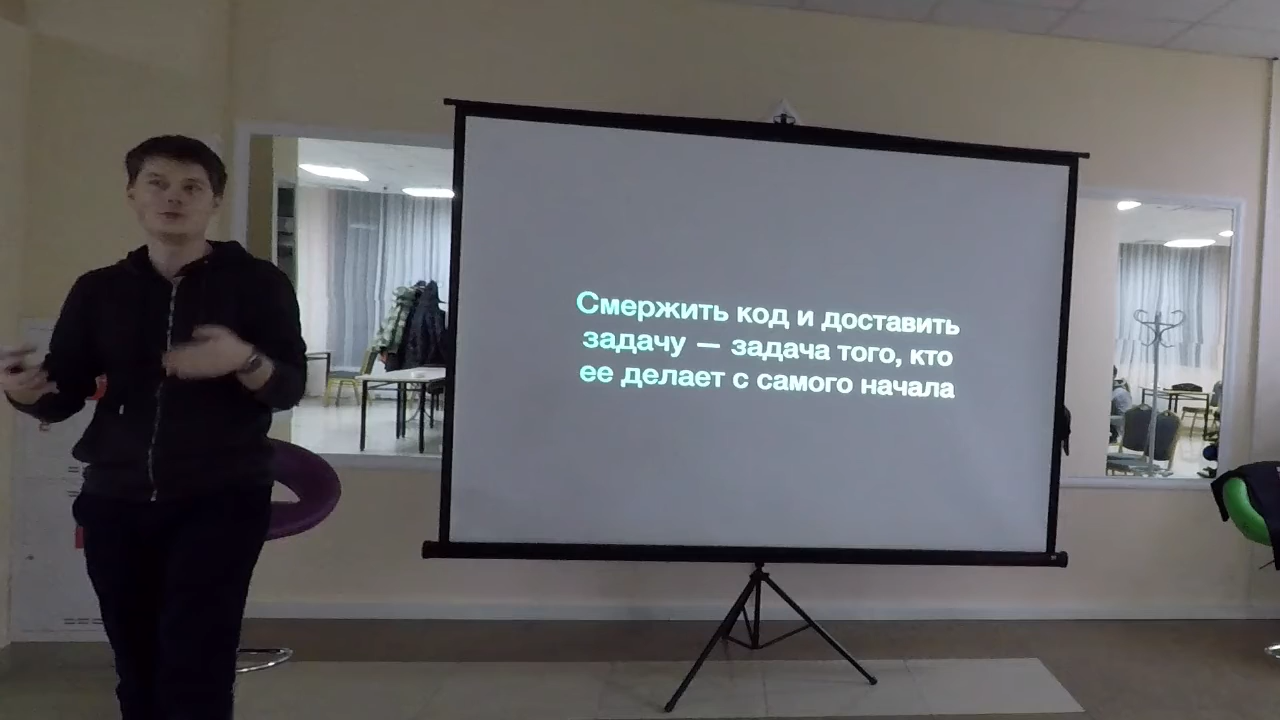 Смержить код и доставить
задачу — задача того, кто
ее делает с самого начала